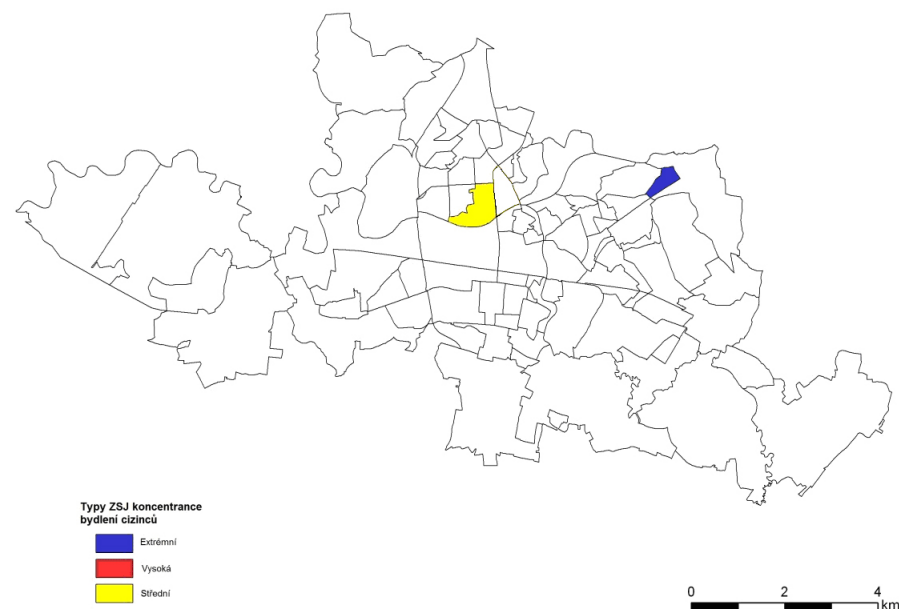 Typy ZSJ koncentrance
bydlení cizinců
Extrémní
Vysoká
Střední
0 2 4
km